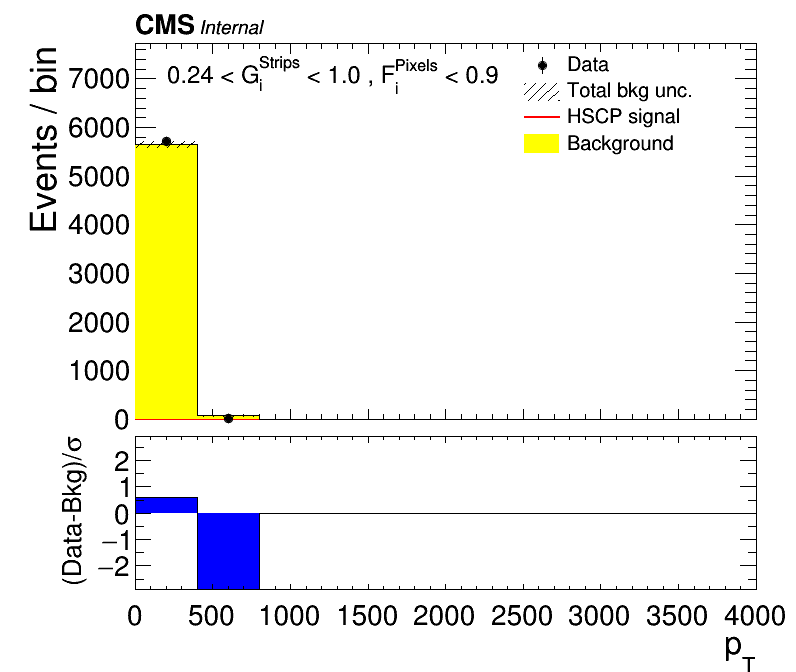 CMS Internal
0.24 < G_i^Strips < 1.0 , F_i^Pixels < 0.9
Data
Total bkg unc.
HSCP signal
Background
Events / bin
7000
6000
5000
4000
3000
2000
1000
0
(Data-Bkg)/σ
2
1
0
−1
−2
0 500 1000 1500 2000 2500 3000 3500 4000
p_T